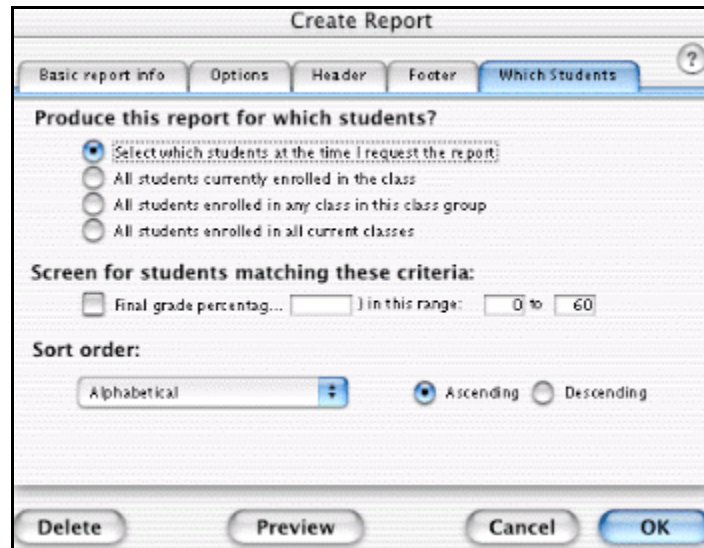 Create Report
Basic report info Options Header Footer Which Students ?
Produce this report for which students?
Select which students at the time I request the report
All students currently enrolled in the class
All students enrolled in any class in this class group
All students enrolled in all current classes
Screen for students matching these criteria:
Final grade percentag... ) in this range: 0 to 60
Sort order:
Alphabetical Ascending Descending
Delete Preview Cancel OK